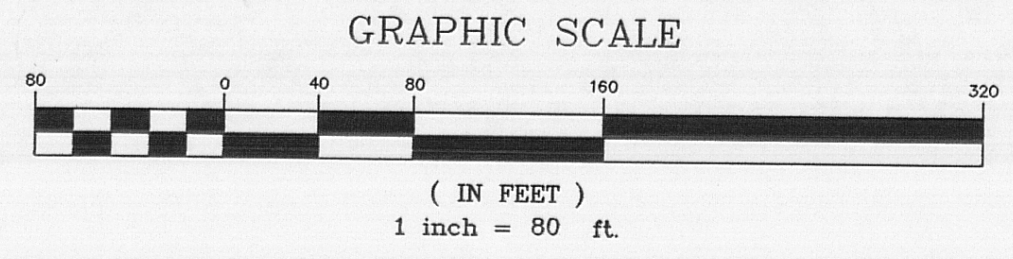 GRAPHIC SCALE
80 0 40 80 160 320
( IN FEET )
1 inch = 80 ft.